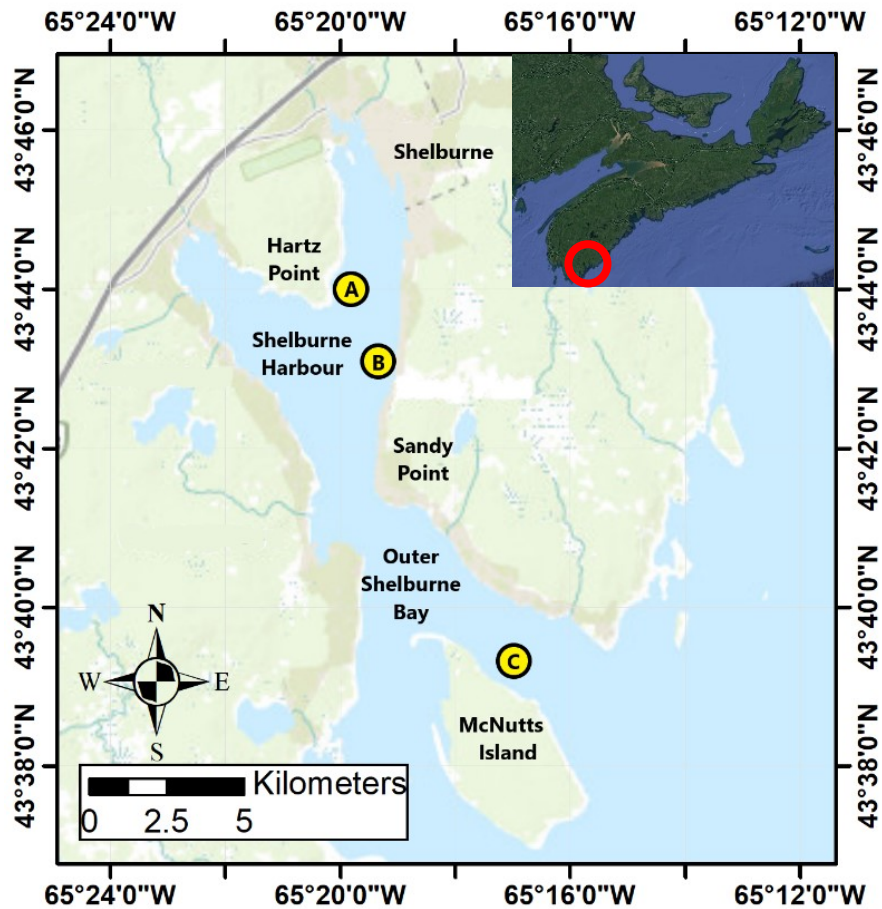 65°24'0"W 65°20'0"W 65°16'0"W 65°12'0"W
43°46'0"N
43°44'0"N
43°42'0"N
43°40'0"N
43°38'0"N
Shelburne
Hartz
Point
A
Shelburne
Harbour
B
Sandy
Point
Outer
Shelburne
Bay
C
McNutts
Island
N
W E
S
Kilometers
0 2.5 5
43°46'0"N
43°44'0"N
43°42'0"N
43°40'0"N
43°38'0"N
65°24'0"W 65°20'0"W 65°16'0"W 65°12'0"W